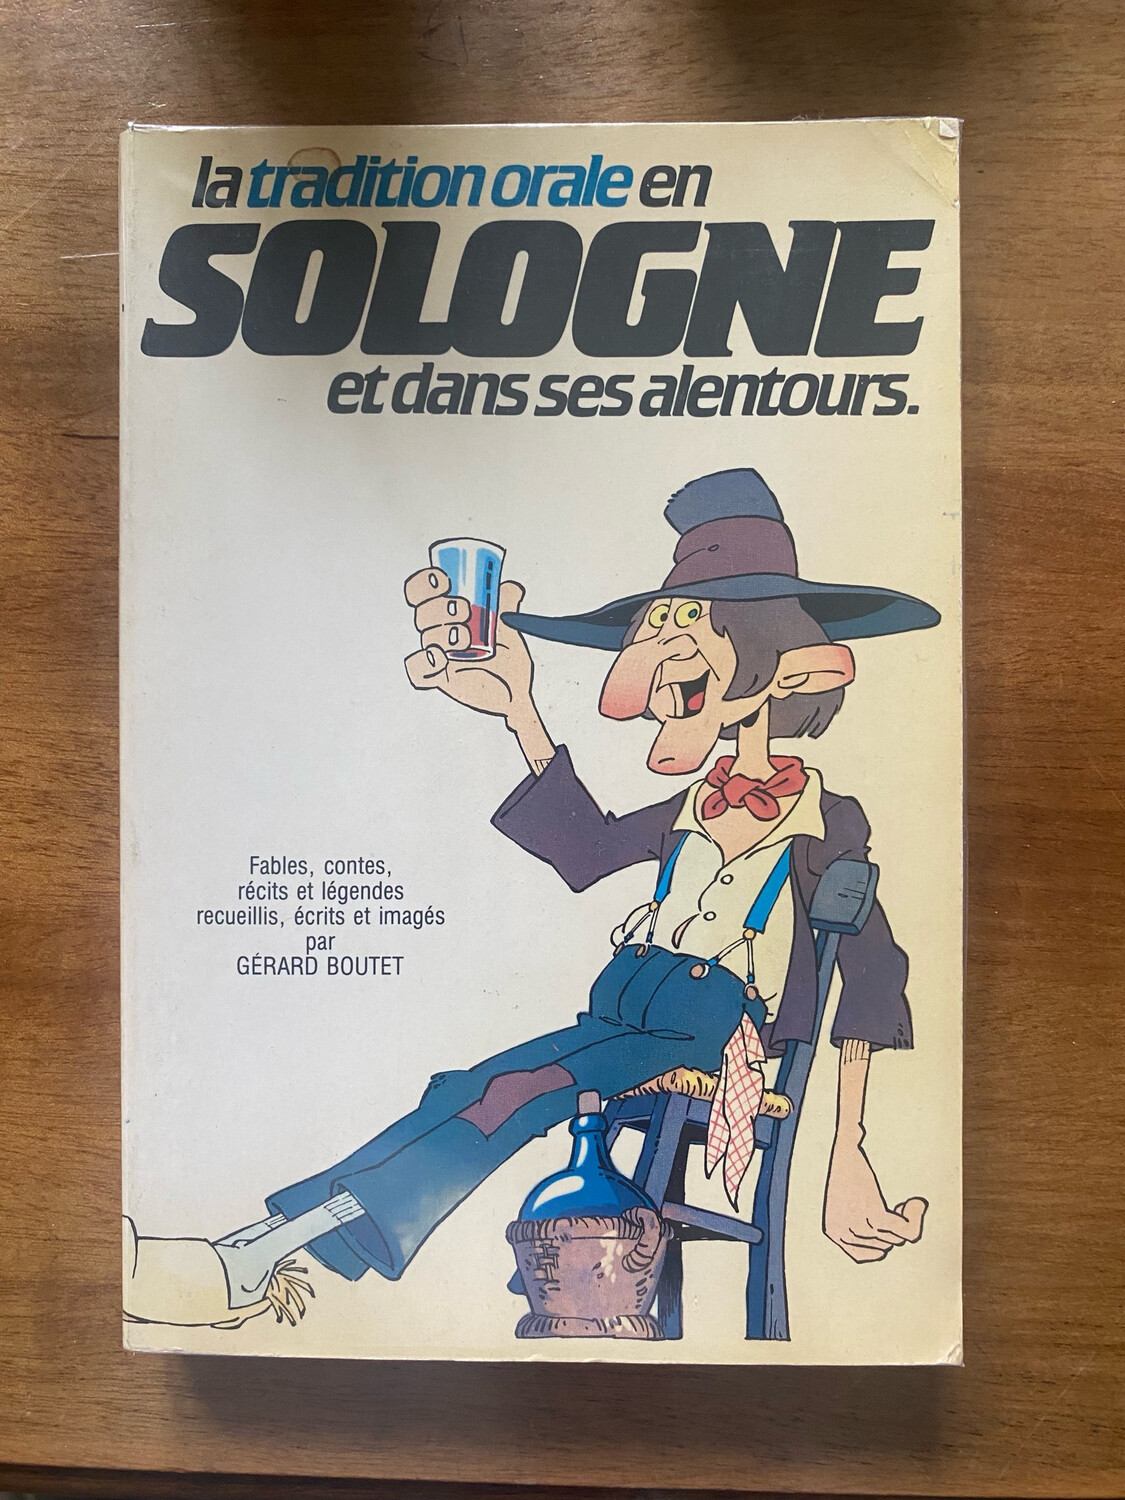 la tradition orale en
SOLOGNE
et dans ses alentours.
Fables, contes,
récits et légendes
recueillis, écrits et imagés
par
GÉRARD BOUTET